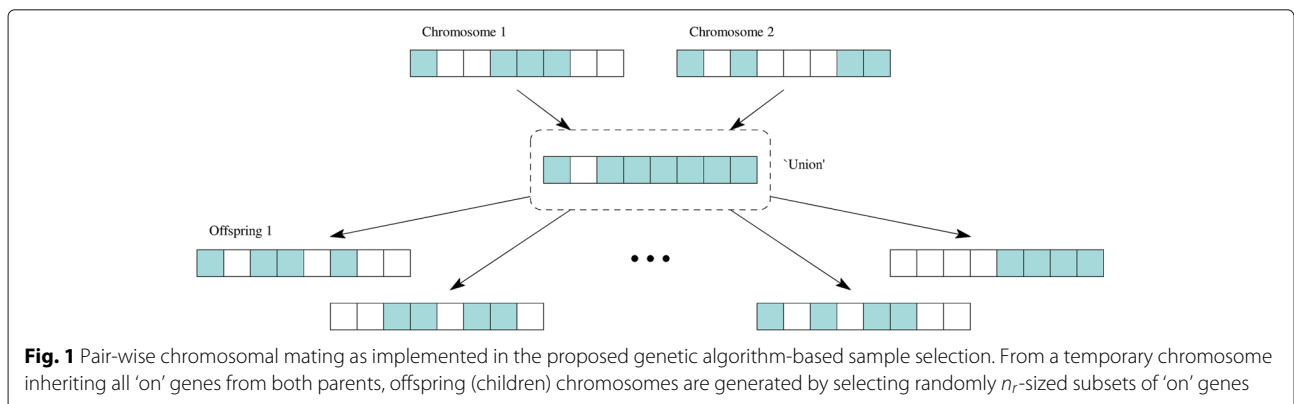 Chromosome 1
Chromosome 2
`Union'
Offspring 1
Fig. 1 Pair-wise chromosomal mating as implemented in the proposed genetic algorithm-based sample selection. From a temporary chromosome
inheriting all ‘on’ genes from both parents, offspring (children) chromosomes are generated by selecting randomly nr-sized subsets of ‘on’ genes